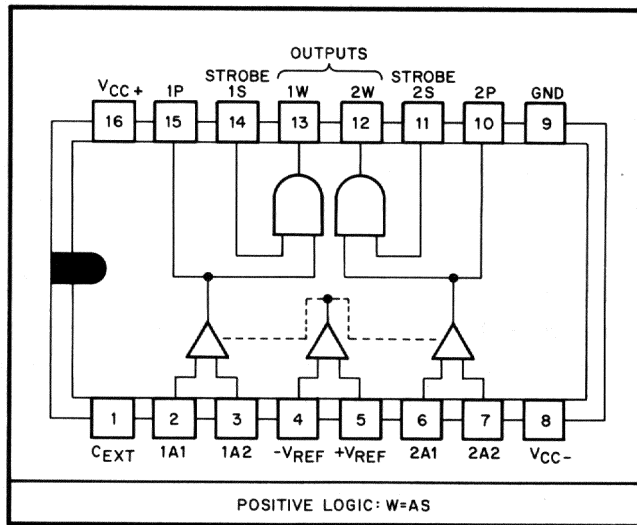 OUTPUTS
STROBE STROBE
VCC+ 1P 1S 1W 2W 2S 2P GND
16 15 14 13 12 11 10 9
1 2 3 4 5 6 7 8
CEXT 1A1 1A2 -VREF +VREF 2A1 2A2 VCC-
POSITIVE LOGIC: W=AS